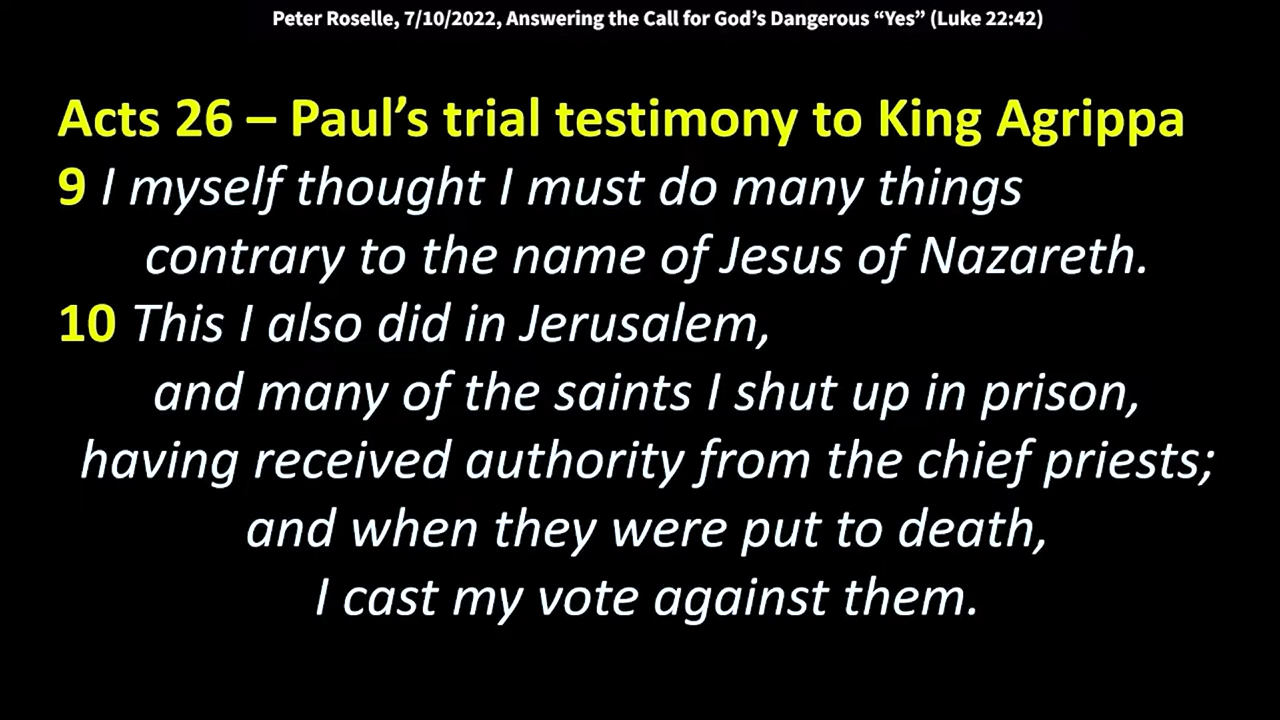 Peter Roselle, 7/10/2022, Answering the Call for God’s Dangerous “Yes” (Luke 22:42)
Acts 26 – Paul’s trial testimony to King Agrippa
9 I myself thought I must do many things
contrary to the name of Jesus of Nazareth.
10 This I also did in Jerusalem,
and many of the saints I shut up in prison,
having received authority from the chief priests;
and when they were put to death,
I cast my vote against them.